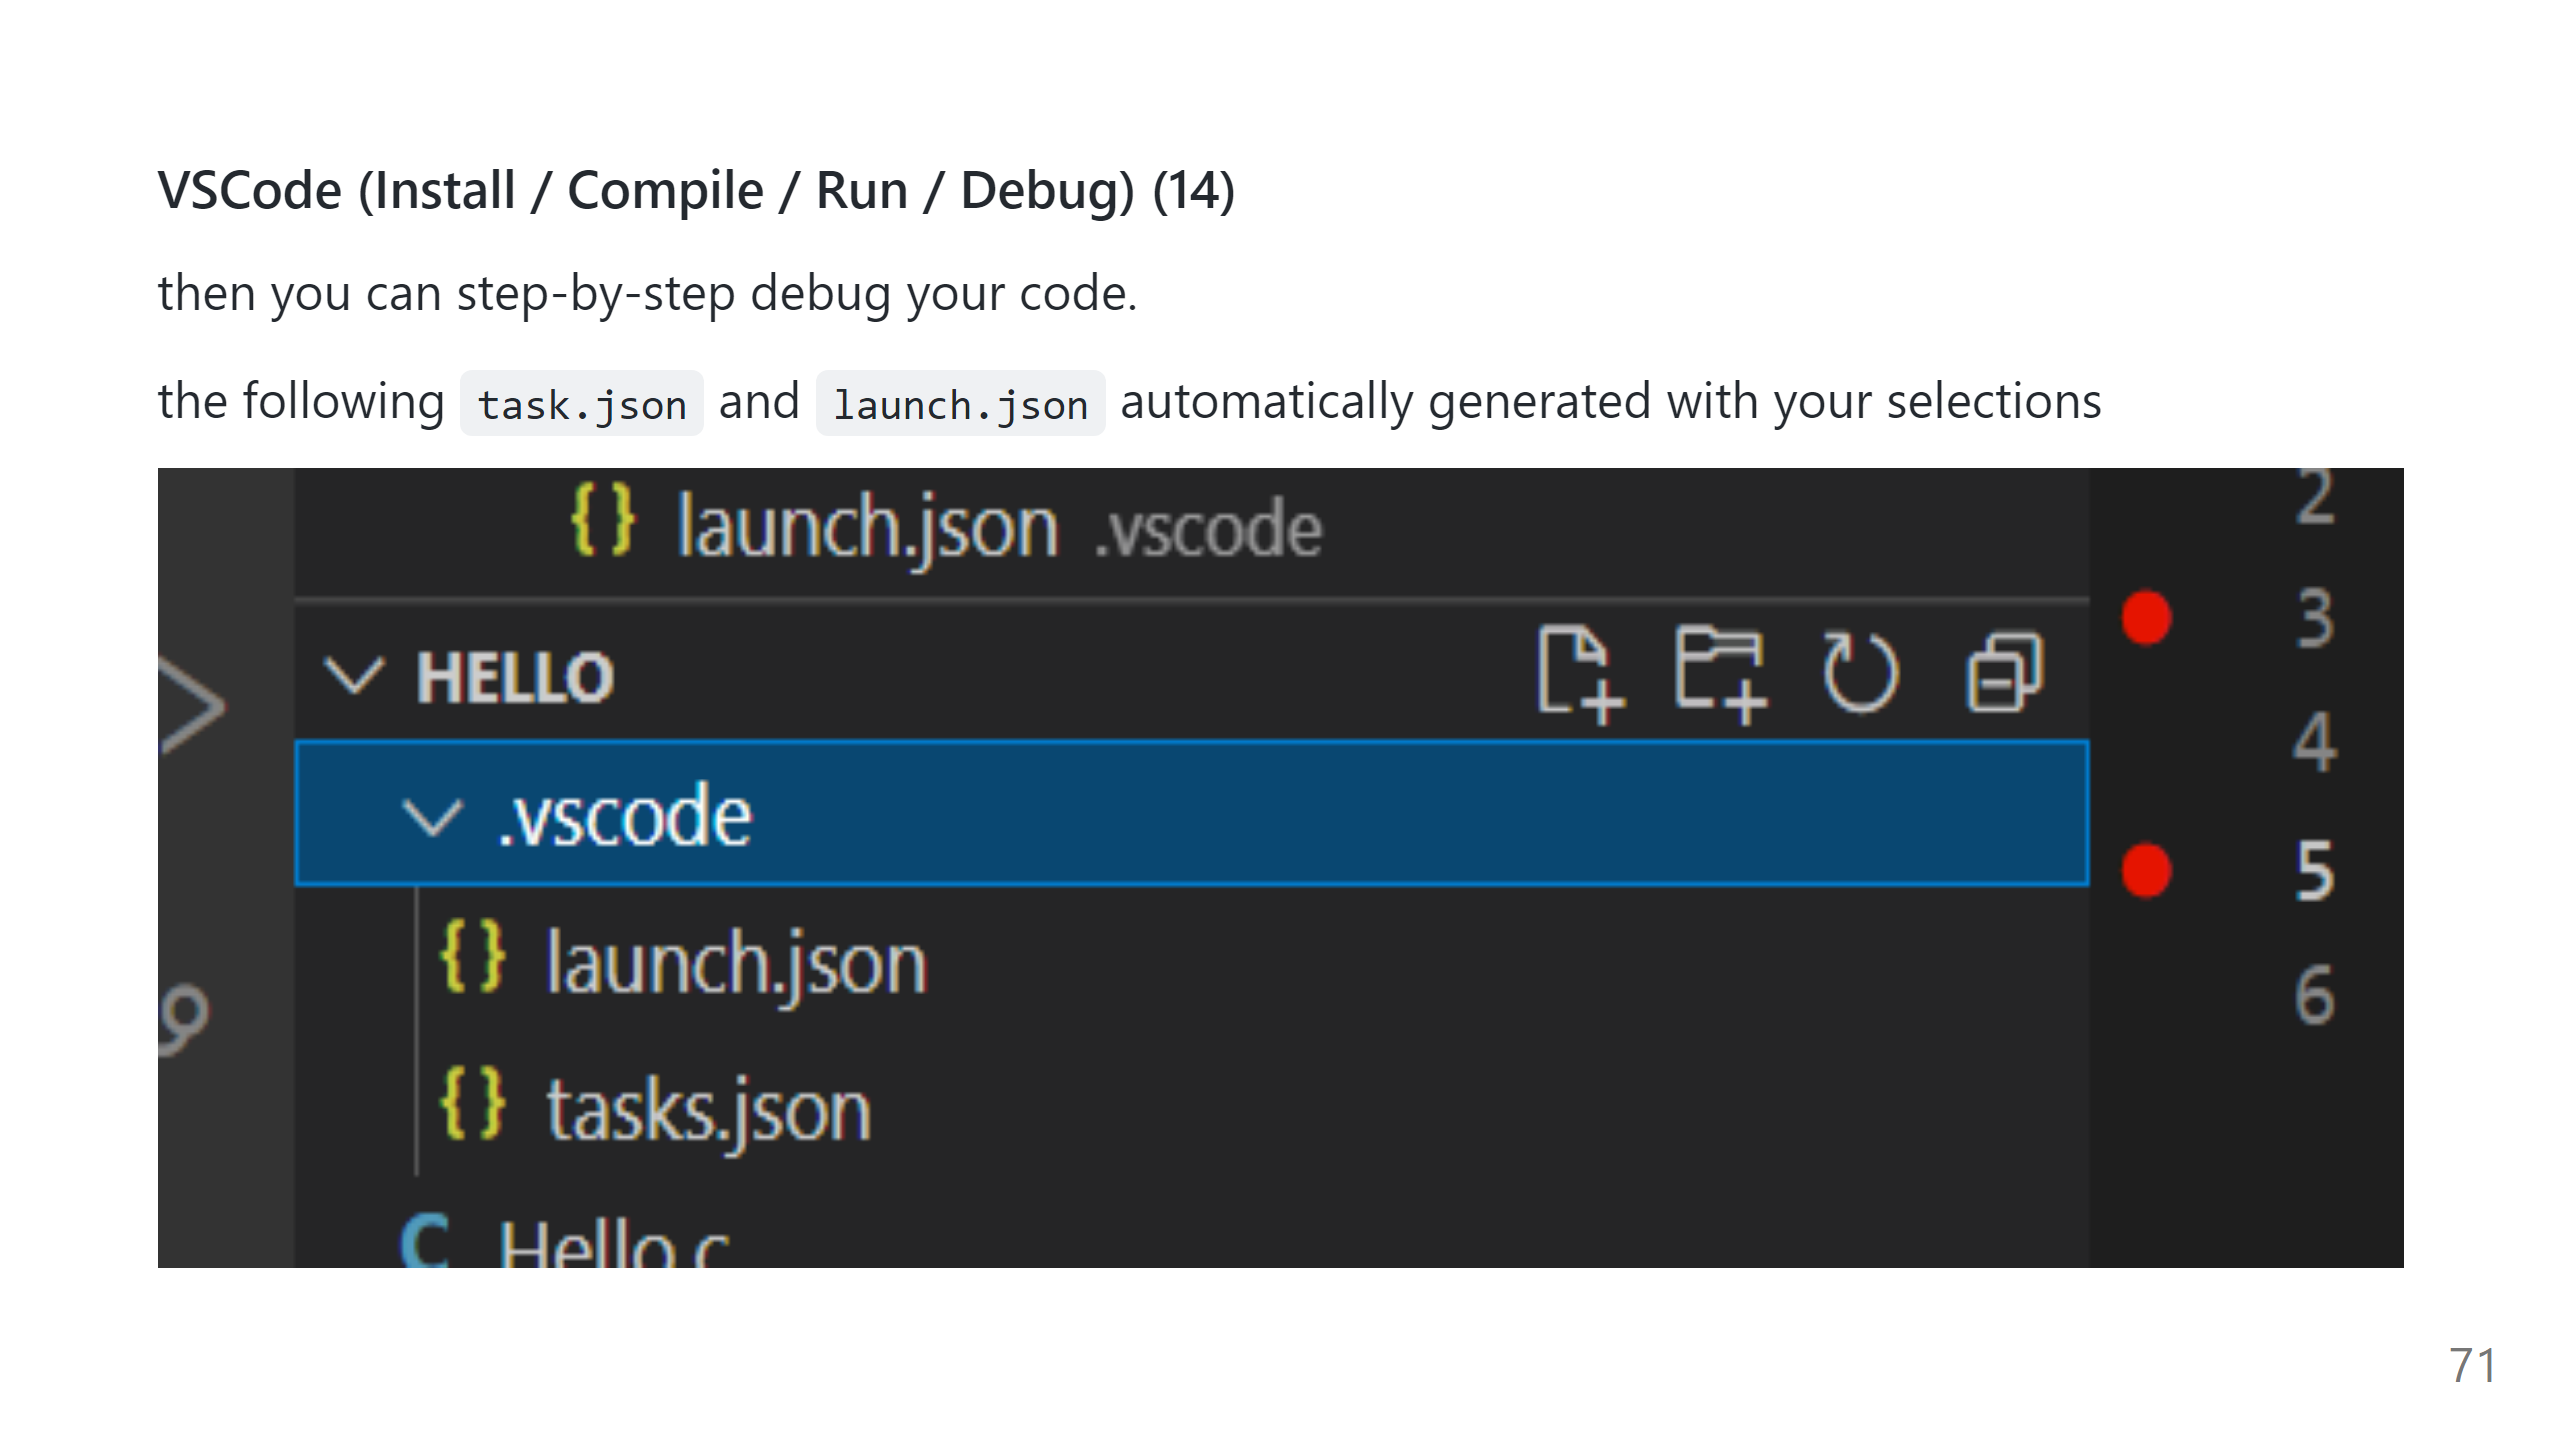 VSCode (Install / Compile / Run / Debug) (14)
then you can step-by-step debug your code.
the following task.json and launch.json automatically generated with your selections
{} launch.json .vscode
HELLO
.vscode
{} launch.json
{} tasks.json
C Hello.c
2
3
4
5
6
71